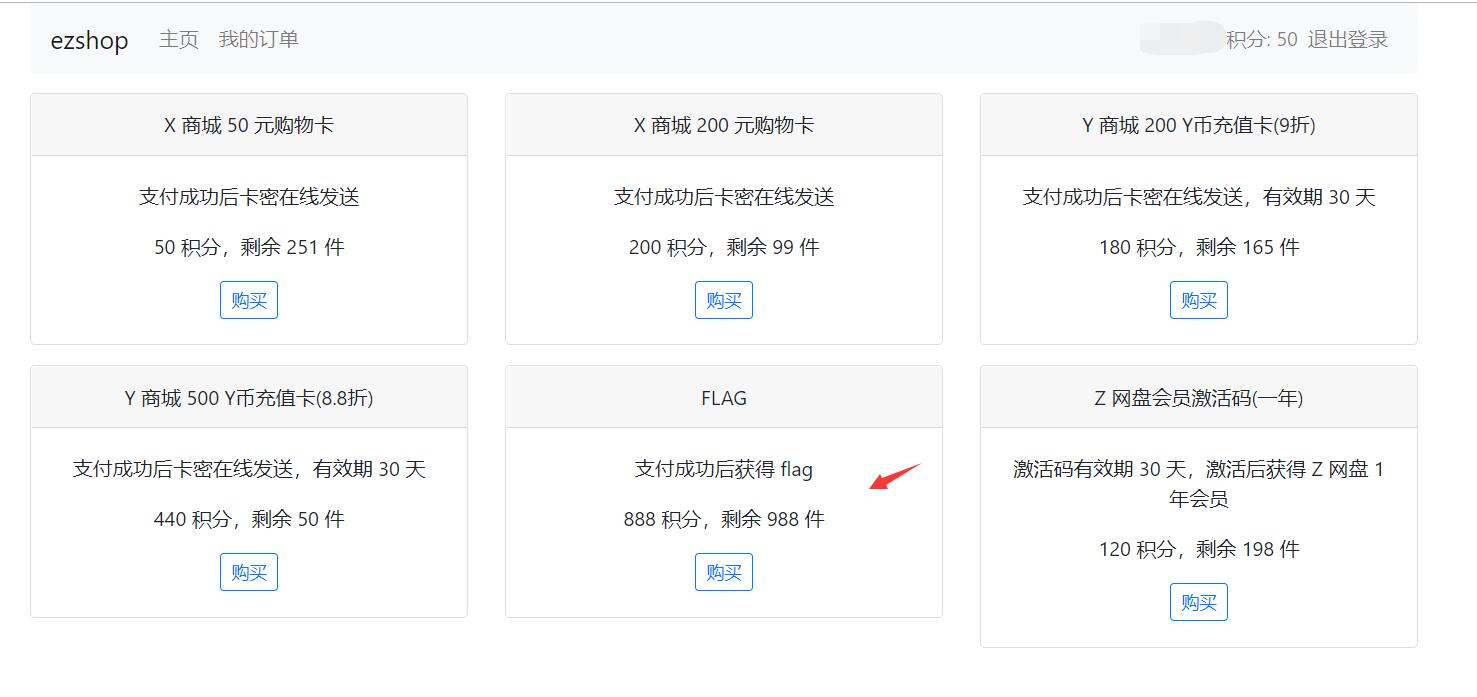 ezshop 主页 我的订单 积分: 50 退出登录
X 商城 50 元购物卡
支付成功后卡密在线发送
50 积分，剩余 251 件
购买
X 商城 200 元购物卡
支付成功后卡密在线发送
200 积分，剩余 99 件
购买
Y 商城 200 Y币充值卡(9折)
支付成功后卡密在线发送，有效期 30 天
180 积分，剩余 165 件
购买
Y 商城 500 Y币充值卡(8.8折)
支付成功后卡密在线发送，有效期 30 天
440 积分，剩余 50 件
购买
FLAG
支付成功后获得 flag
888 积分，剩余 988 件
购买
Z 网盘会员激活码(一年)
激活码有效期 30 天，激活后获得 Z 网盘 1
年会员
120 积分，剩余 198 件
购买